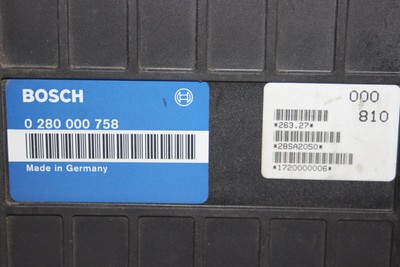 BOSCH
0 280 000 758
Made in Germany
000
810
*263.27*
*28SA2050*
*1720000006*